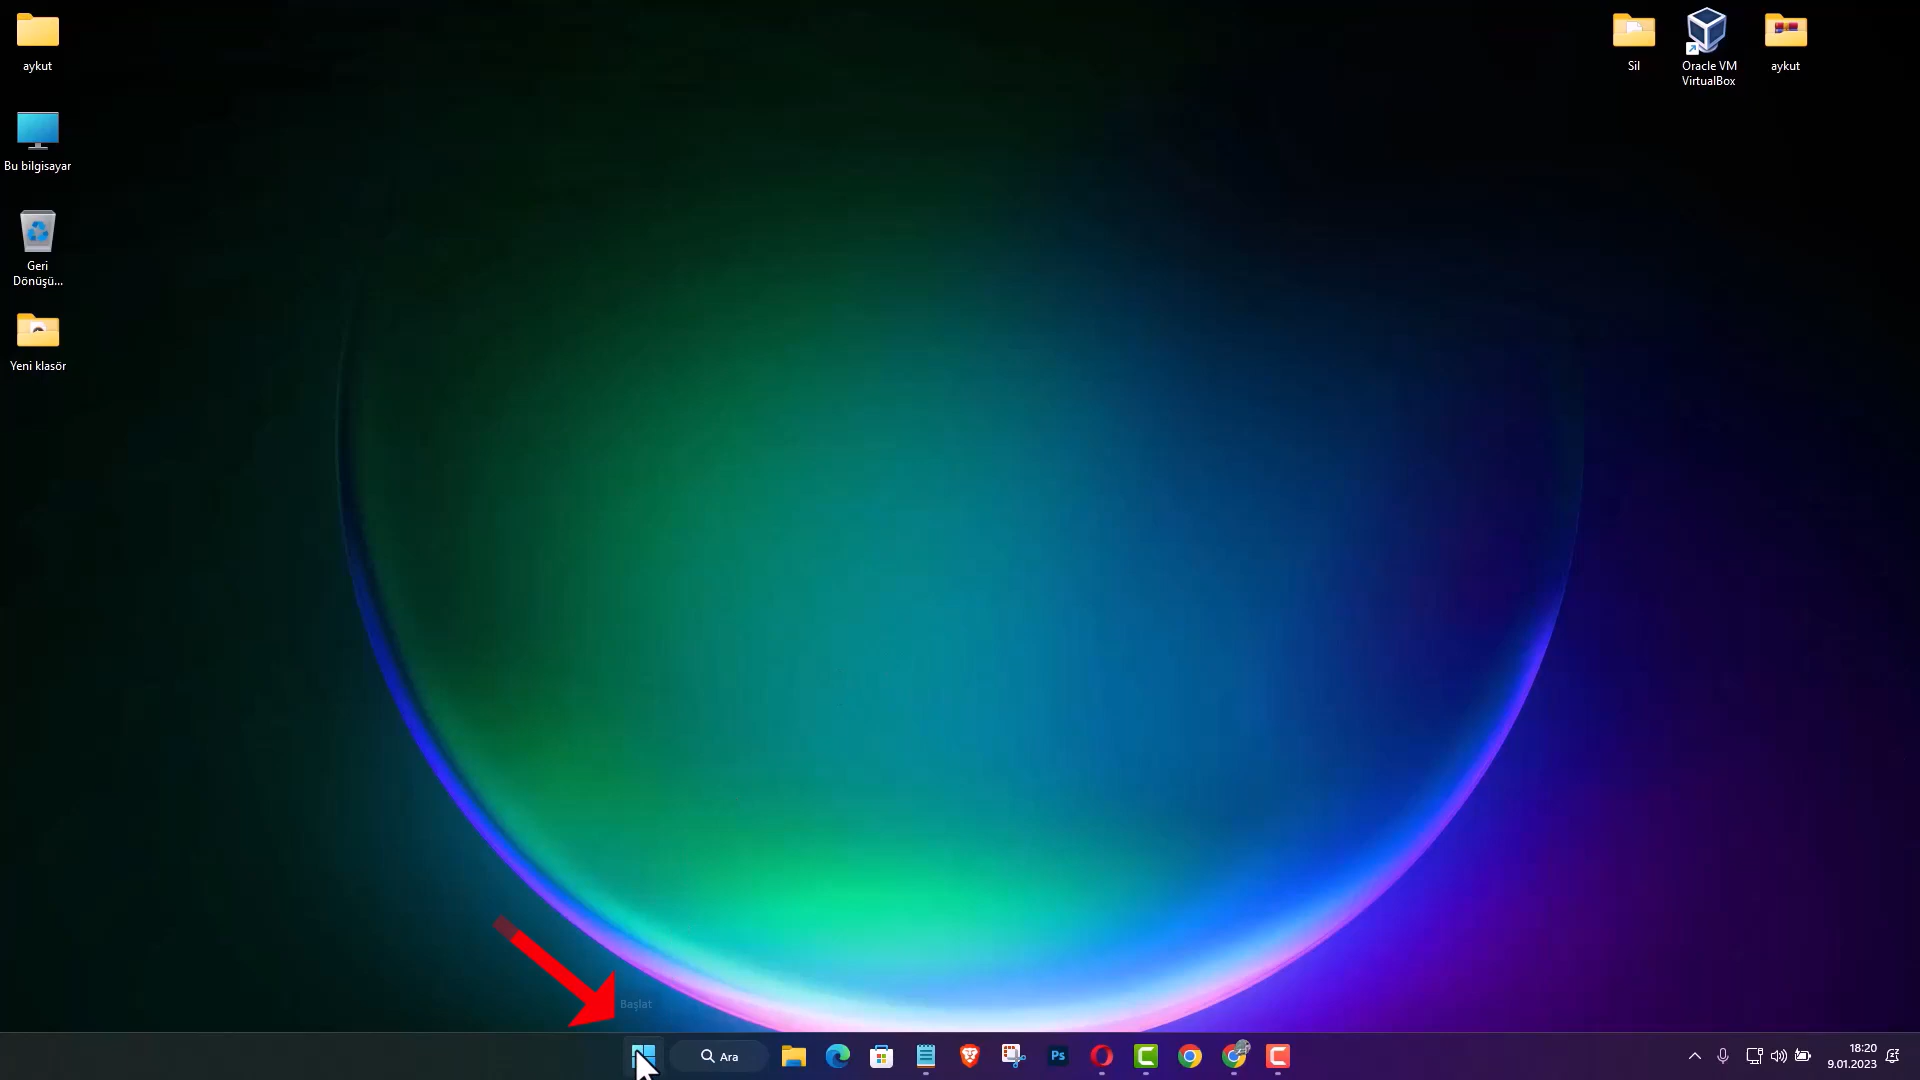 aykut
Bu bilgisayar
Geri
Dönüşü...
Yeni klasör
Sil
Oracle VM
VirtualBox
aykut
Başlat
Ara
Ps
18:20
9.01.2023